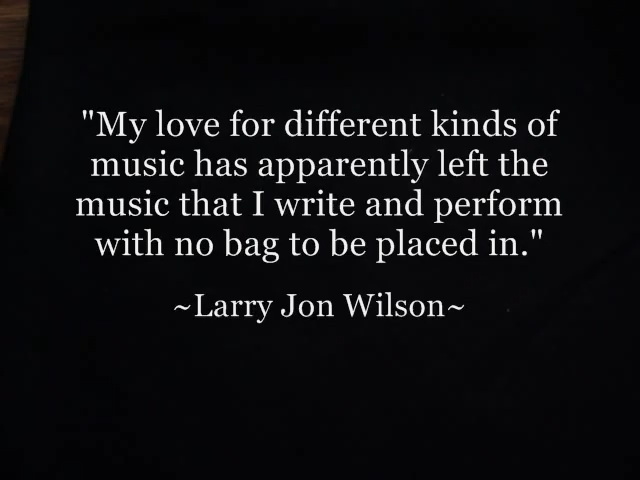 "My love for different kinds of
music has apparently left the
music that I write and perform
with no bag to be placed in."
~Larry Jon Wilson~